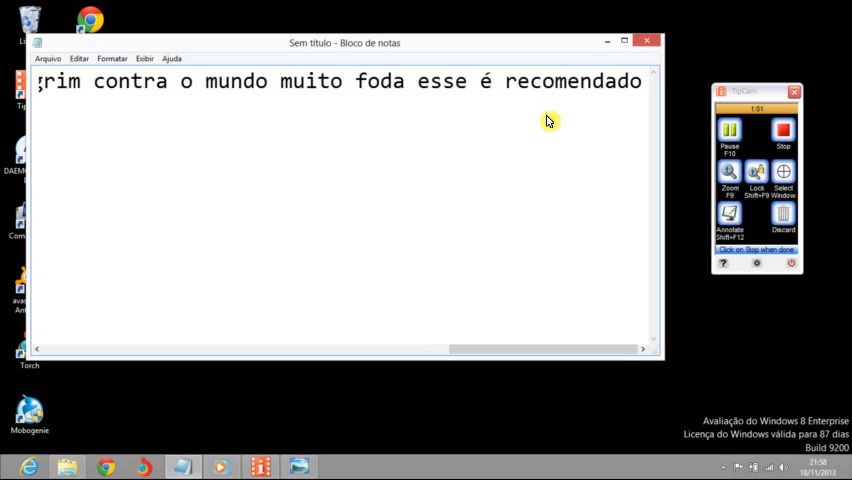 Sem título - Bloco de notas
Arquivo Editar Formatar Exibir Ajuda
grim contra o mundo muito foda esse é recomendado
TipCam
1:01
Pause
F10
Stop
Zoom
F9
Lock
Shift+F9
Select
Window
Annotate
Shift+F12
Discard
Click on Stop when done
Torch
Mobogenie
Avaliação do Windows 8 Enterprise
Licença do Windows válida para 87 dias
Build 9200
21:58
18/11/2013